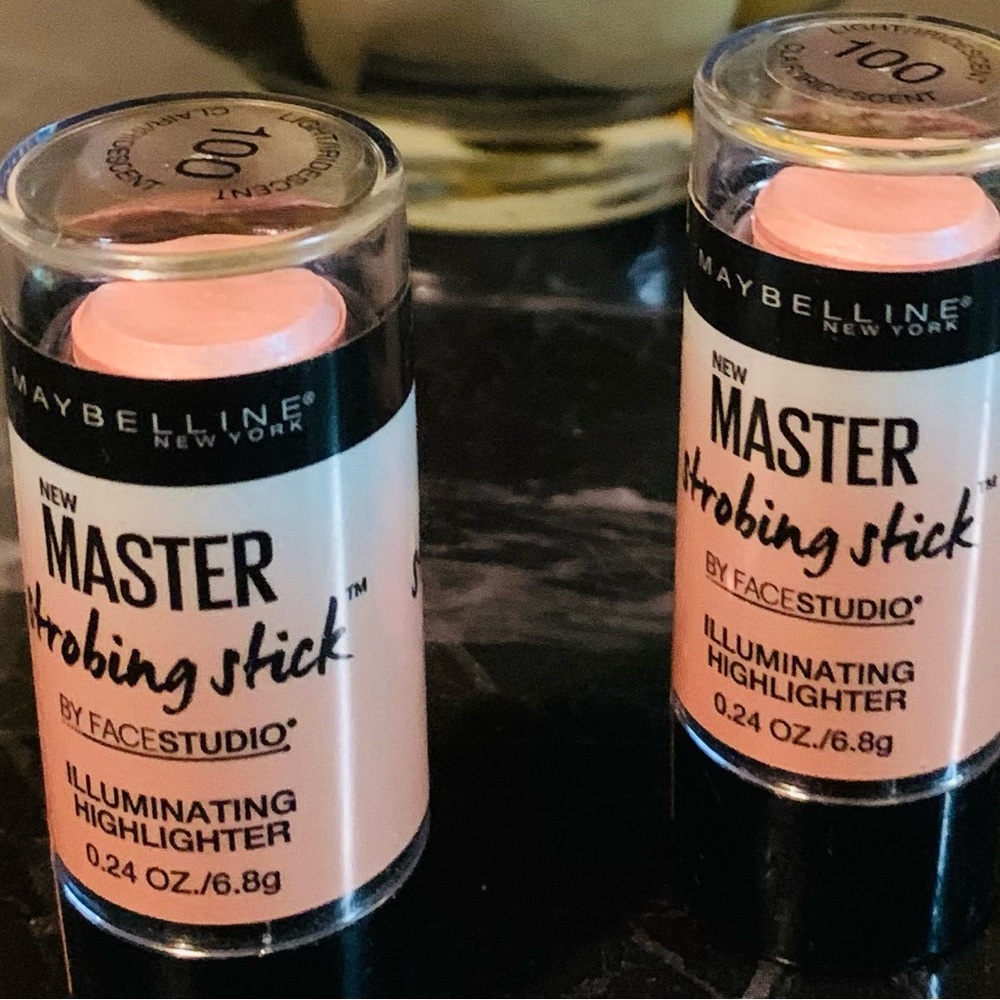 100
LIGHT/IRIDESCENT
CLAIR/IRIDESCENT
MAYBELLINE®
NEW YORK
NEW
MASTER
strobing stick™
BY FACESTUDIO®
ILLUMINATING
HIGHLIGHTER
0.24 OZ./6.8g
LIGHT/IRIDESCENT
100
CLAIR/IRIDESCENT
MAYBELLINE®
NEW YORK
NEW
MASTER
strobing stick™
BY FACESTUDIO®
ILLUMINATING
HIGHLIGHTER
0.24 OZ./6.8g